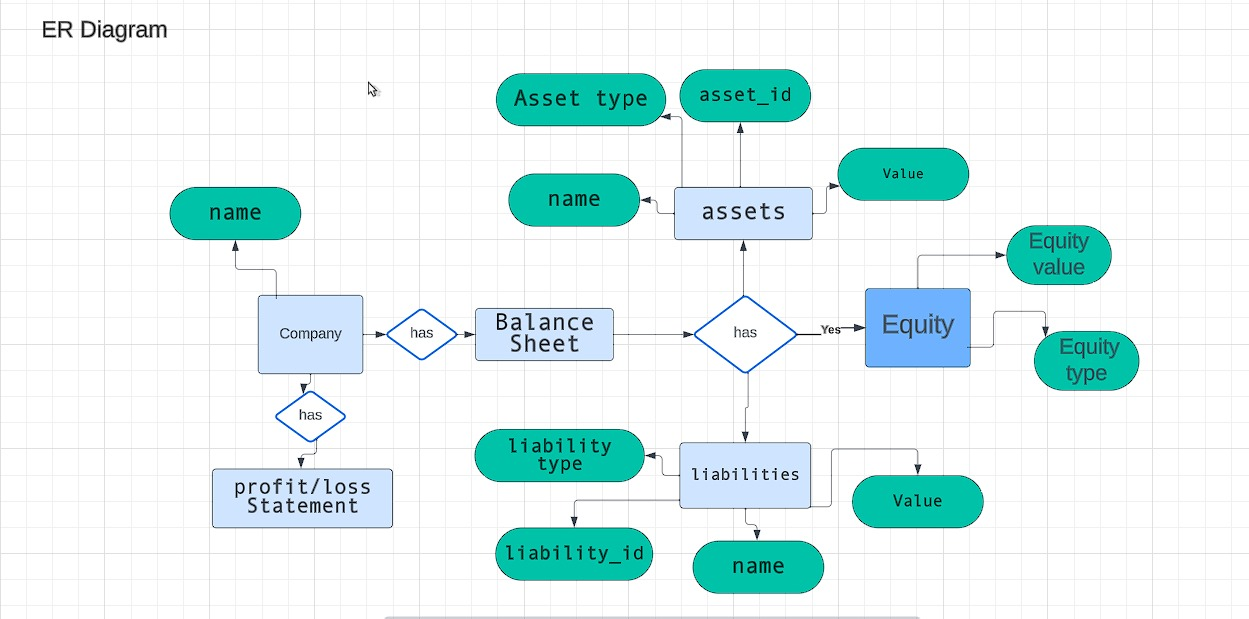 ER Diagram
Asset type
asset_id
Value
name
assets
name
Equity
value
Company
has
Balance
Sheet
has
Yes
Equity
Equity
type
has
profit/loss
Statement
liability
type
liabilities
Value
liability_id
name